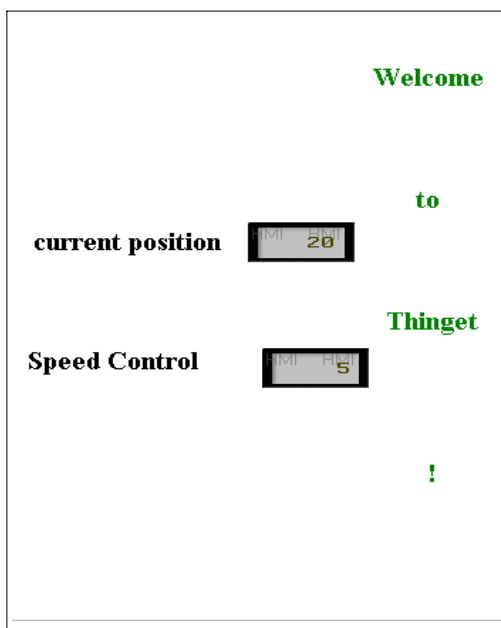 Welcome
to
current position HMI HMI 20
Thinget
Speed Control HMI HMI 5
!